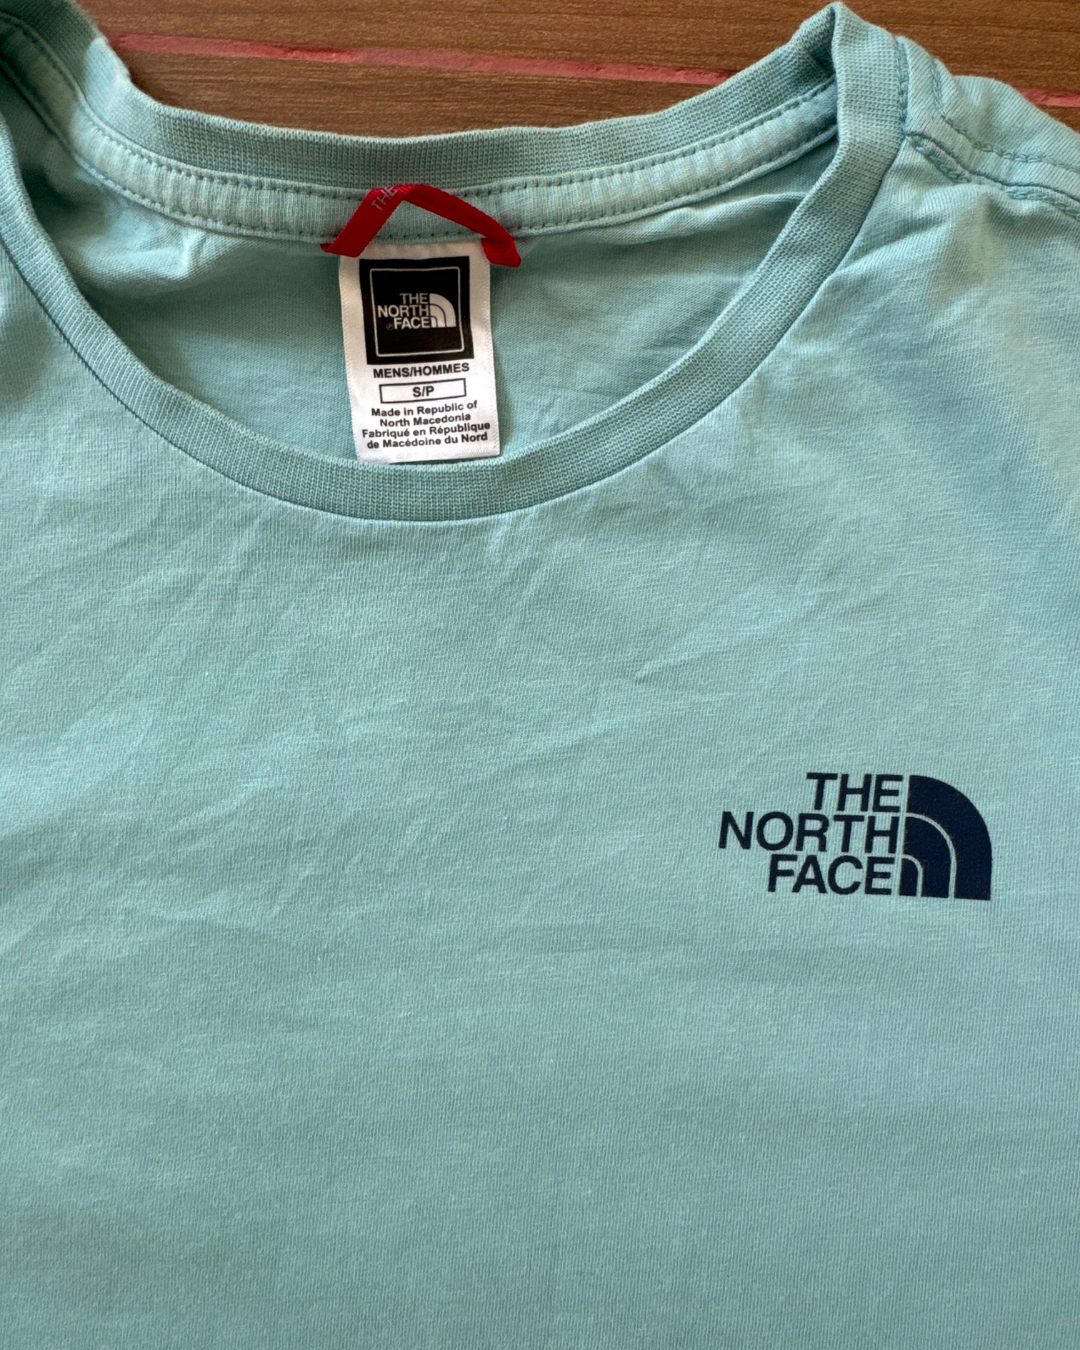 THE
THE
NORTH
FACE
MENS/HOMMES
S/P
Made in Republic of
North Macedonia
Fabriqué en République
de Macédoine du Nord
THE
NORTH
FACE